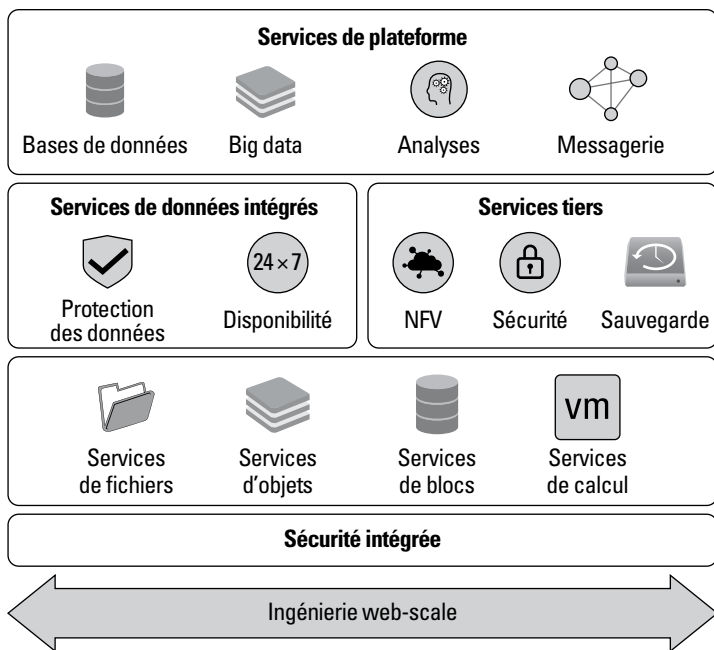 Services de plateforme
Bases de données
Big data
Analyses
Messagerie
Services de données intégrés
24 × 7
Protection
des données
Disponibilité
Services tiers
NFV
Sécurité
Sauvegarde
Services
de fichiers
Services
d'objets
Services
de blocs
vm
Services
de calcul
Sécurité intégrée
Ingénierie web-scale